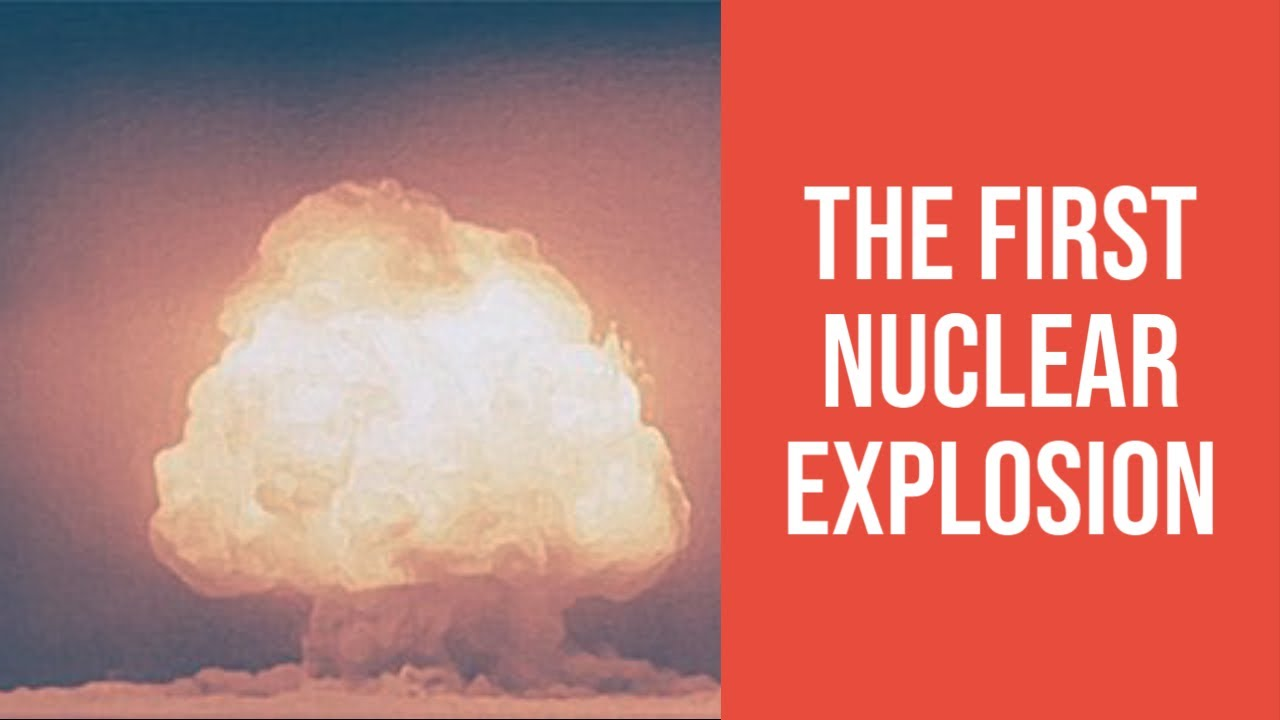 THE FIRST
NUCLEAR
EXPLOSION